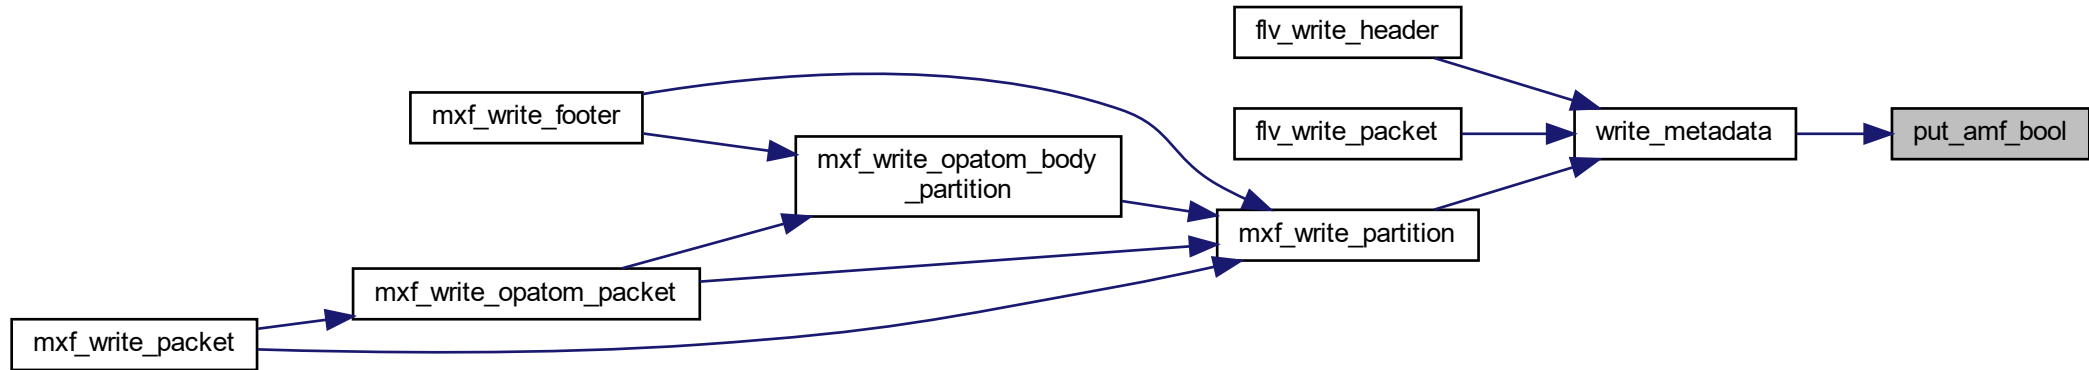 flv_write_header
mxf_write_footer
flv_write_packet
write_metadata
put_amf_bool
mxf_write_opatom_body
_partition
mxf_write_partition
mxf_write_opatom_packet
mxf_write_packet